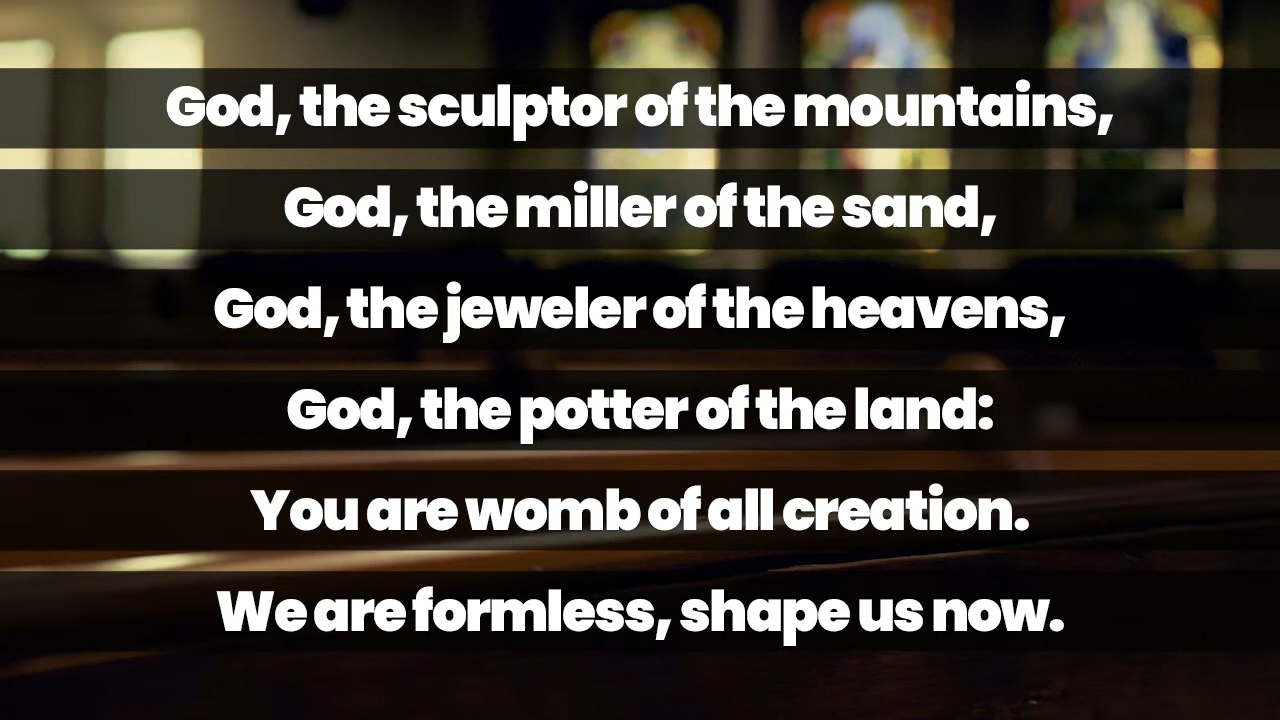 God, the sculptor of the mountains,
God, the miller of the sand,
God, the jeweler of the heavens,
God, the potter of the land:
You are womb of all creation.
We are formless, shape us now.